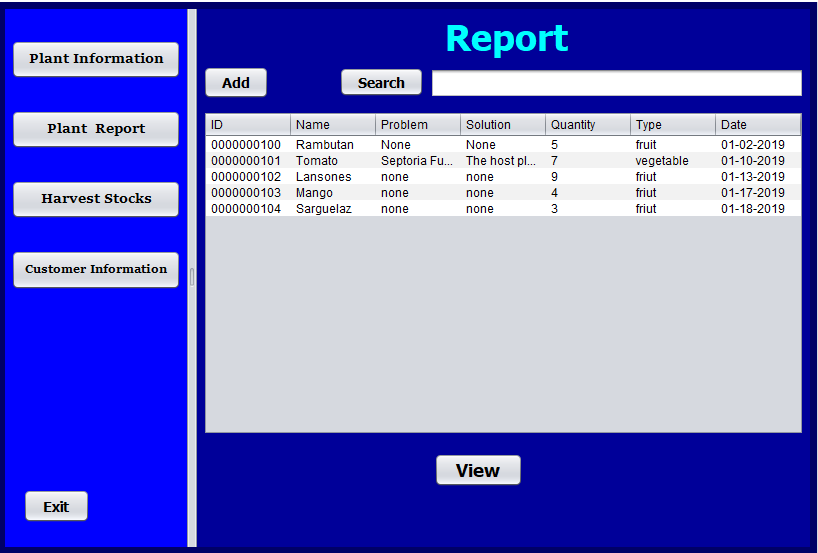 Report
Plant Information
Plant Report
Harvest Stocks
Customer Information
Exit
Add Search
ID Name Problem Solution Quantity Type Date
0000000100 Rambutan None None 5 fruit 01-02-2019
0000000101 Tomato Septoria Fu... The host pl... 7 vegetable 01-10-2019
0000000102 Lansones none none 9 friut 01-13-2019
0000000103 Mango none none 4 friut 01-17-2019
0000000104 Sarguelaz none none 3 friut 01-18-2019
View